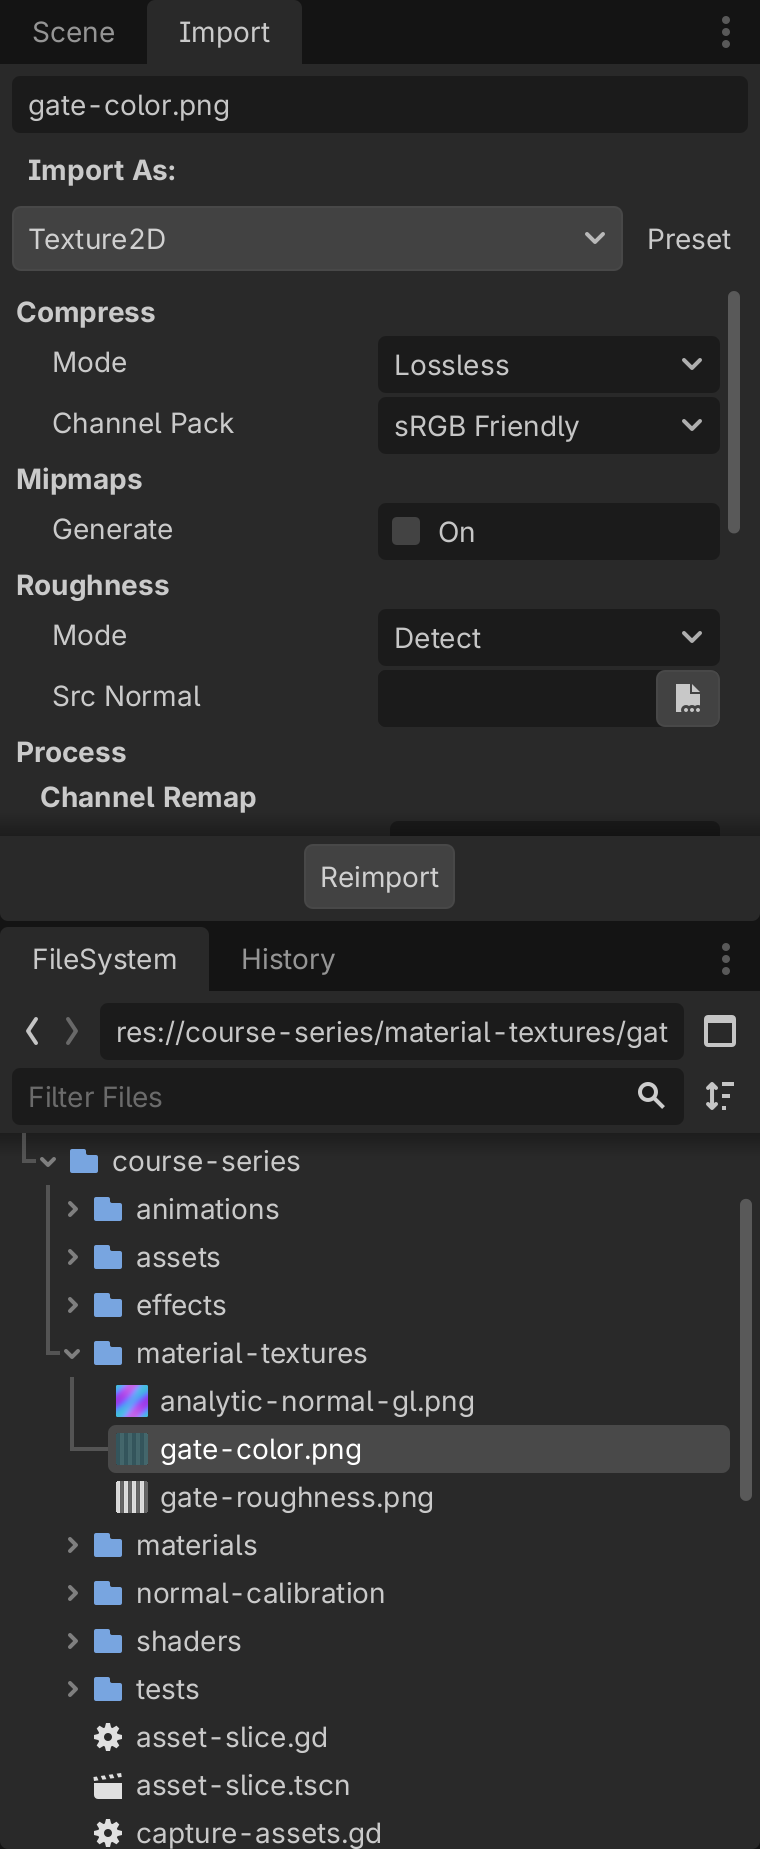 Scene
Import
gate-color.png
Import As:
Texture2D
Preset
Compress
Mode
Lossless
Channel Pack
sRGB Friendly
Mipmaps
Generate
On
Roughness
Mode
Detect
Src Normal
Process
Channel Remap
Reimport
FileSystem
History
res://course-series/material-textures/gat
Filter Files
course-series
animations
assets
effects
material-textures
analytic-normal-gl.png
gate-color.png
gate-roughness.png
materials
normal-calibration
shaders
tests
asset-slice.gd
asset-slice.tscn
capture-assets.gd